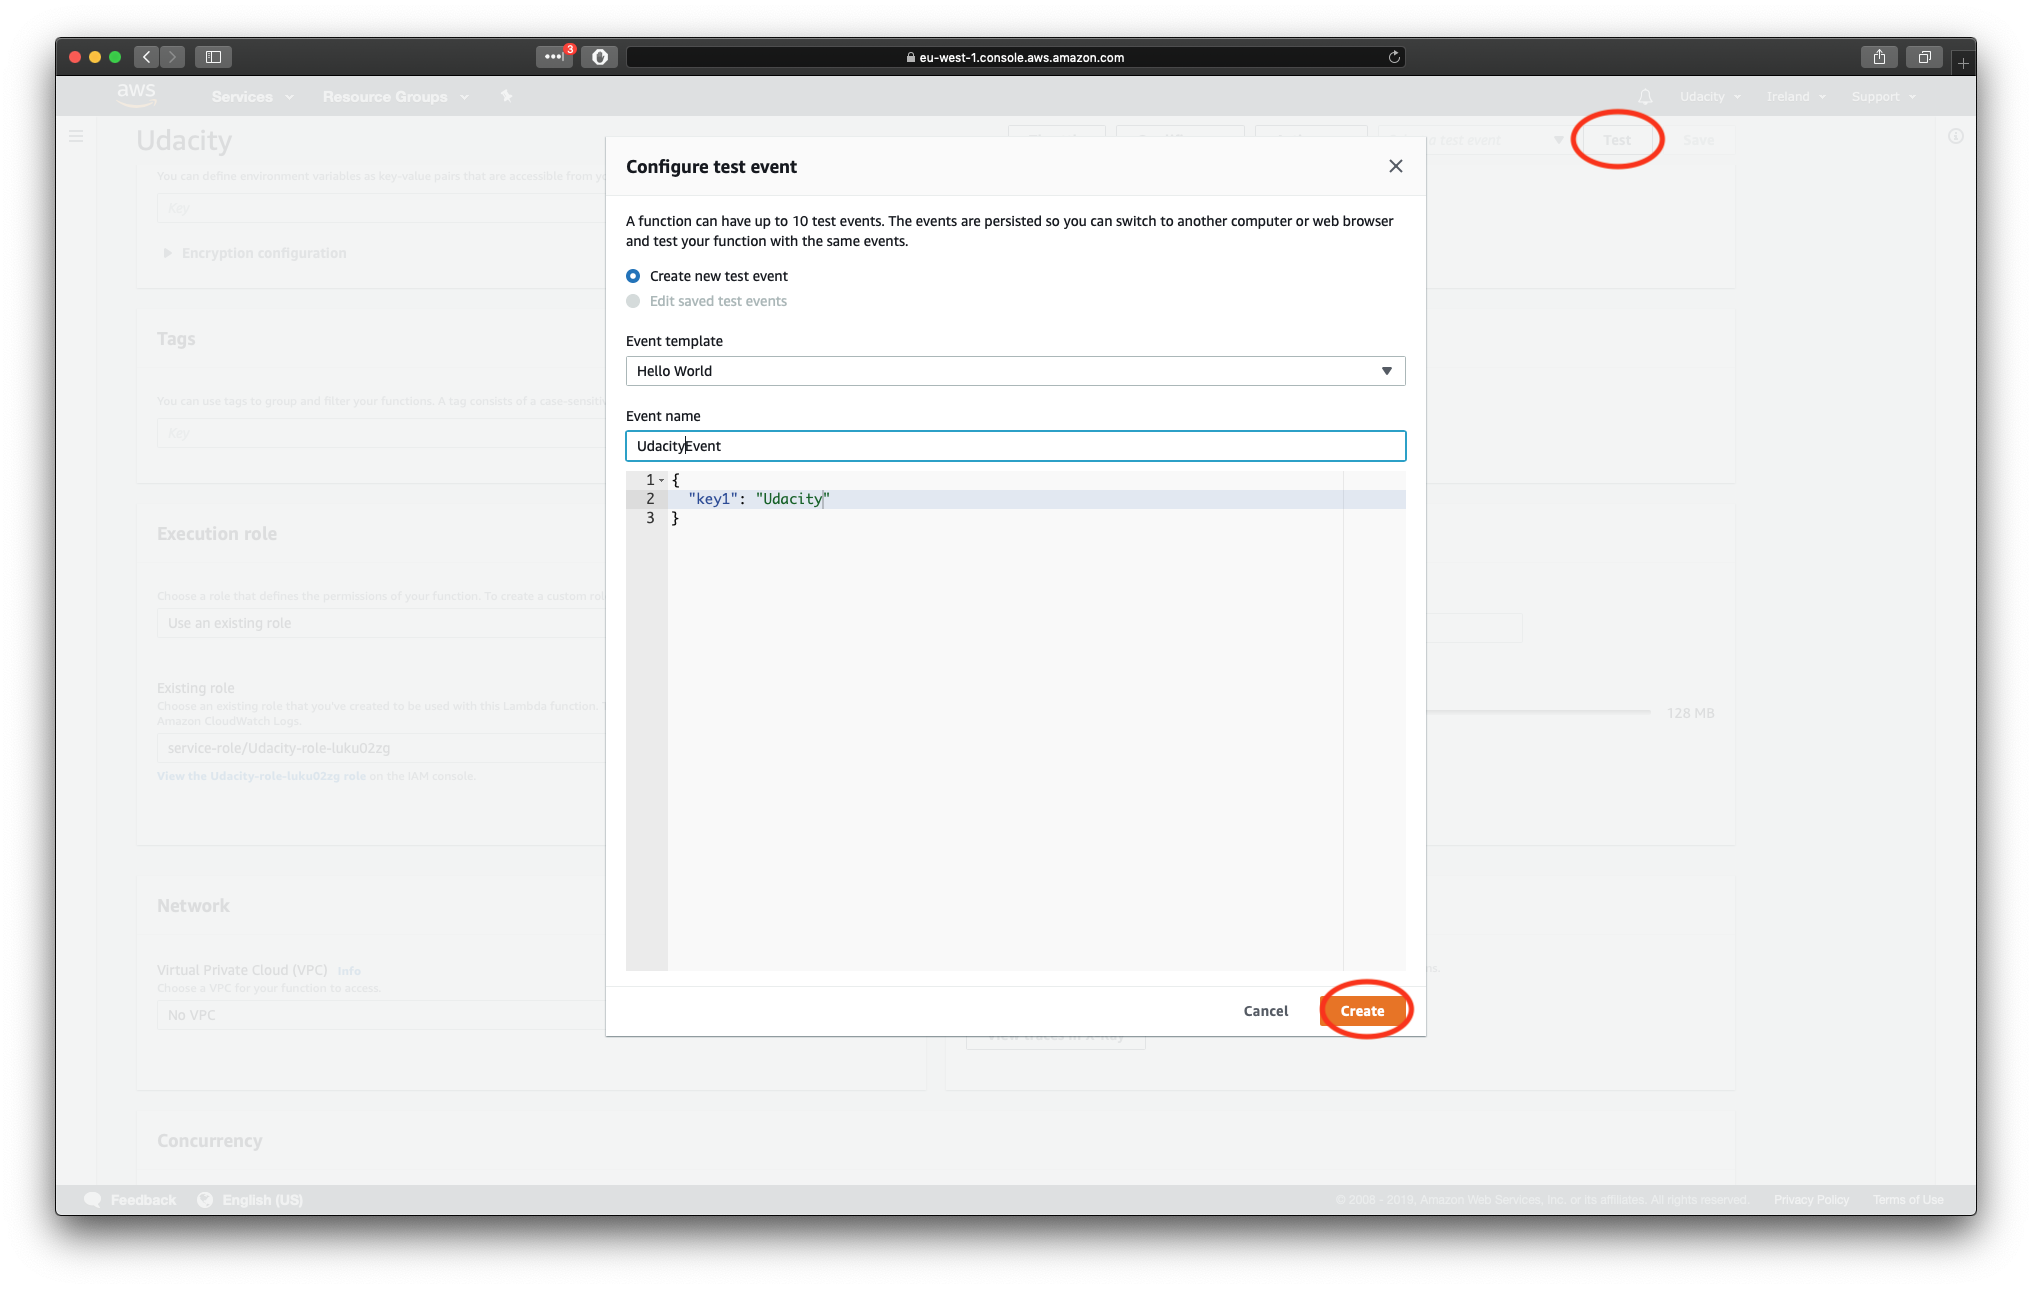 3
eu-west-1.console.aws.amazon.com
aws Services Resource Groups Udacity Ireland Support
Udacity
test event Test Save
You can define environment variables as key-value pairs that are accessible from
Key
Encryption configuration
Tags
You can use tags to group and filter your functions. A tag consists of a case-sensiti
Key
Execution role
Choose a role that defines the permissions of your function. To create a custom rol
Use an existing role
Existing role
Choose an existing role that you've created to be used with this Lambda function. T
Amazon CloudWatch Logs.
service-role/Udacity-role-luku02zg
View the Udacity-role-luku02zg role on the IAM console.
128 MB
Network
Virtual Private Cloud (VPC) Info
Choose a VPC for your function to access.
No VPC
Concurrency
Configure test event
A function can have up to 10 test events. The events are persisted so you can switch to another computer or web browser
and test your function with the same events.
Create new test event
Edit saved test events
Event template
Hello World
Event name
UdacityEvent
1 {
2 "key1": "Udacity"
3 }
Cancel Create
View traces in X-Ray
Feedback English (US) © 2008 - 2019, Amazon Web Services, Inc. or its affiliates. All rights reserved. Privacy Policy Terms of Use